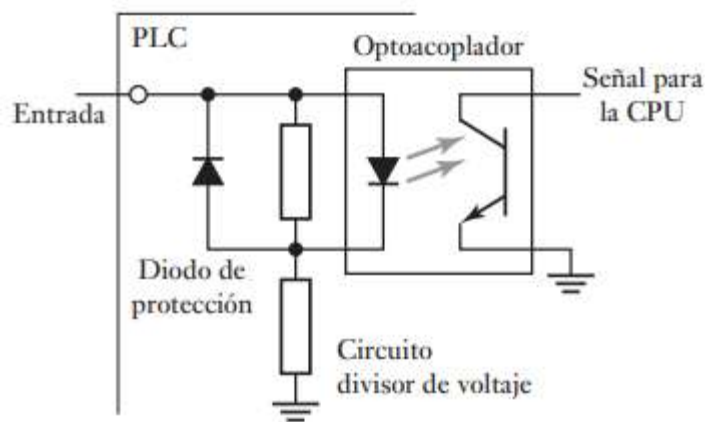 PLC
Optoacoplador
Entrada
Señal para
la CPU
Diodo de
protección
Circuito
divisor de voltaje